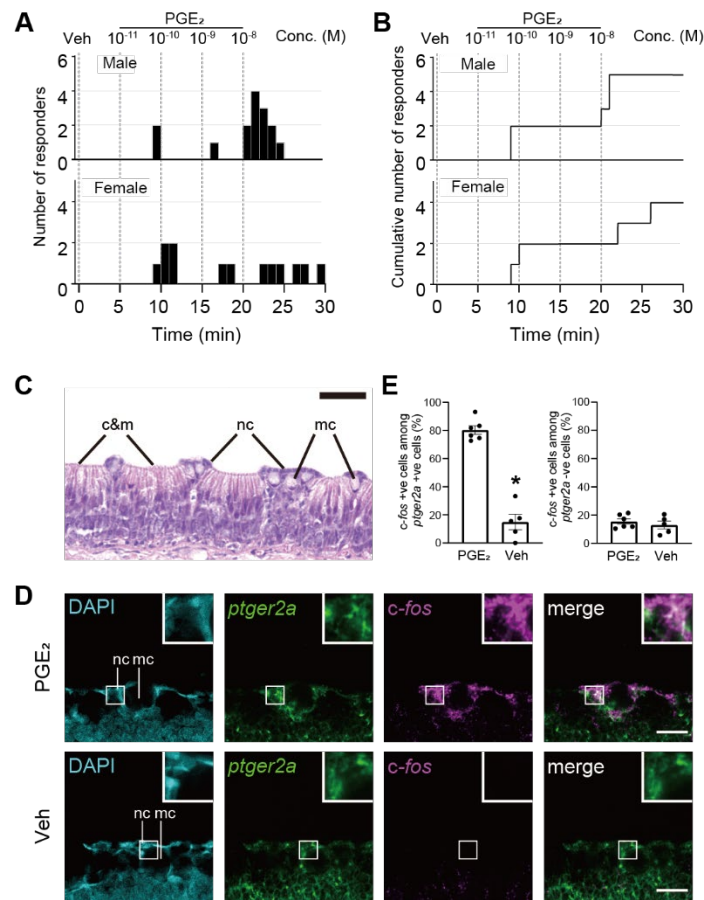 A
PGE₂
Veh 10⁻¹¹ 10⁻¹⁰ 10⁻⁹ 10⁻⁸ Conc. (M)
Male
6
4
2
0
Female
6
4
2
0
Number of responders
0 5 10 15 20 25 30
Time (min)
B
PGE₂
Veh 10⁻¹¹ 10⁻¹⁰ 10⁻⁹ 10⁻⁸ Conc. (M)
Male
6
4
2
0
Female
4
2
0
Cumulative number of responders
0 5 10 15 20 25 30
Time (min)
C
c&m nc mc
E
c-fos +ve cells among
ptger2a +ve cells (%)
100
80
60
40
20
0
*
PGE₂ Veh
c-fos +ve cells among
ptger2a -ve cells (%)
100
80
60
40
20
0
PGE₂ Veh
D
PGE₂
DAPI ptger2a c-fos merge
nc mc
Veh
DAPI ptger2a c-fos merge
nc mc